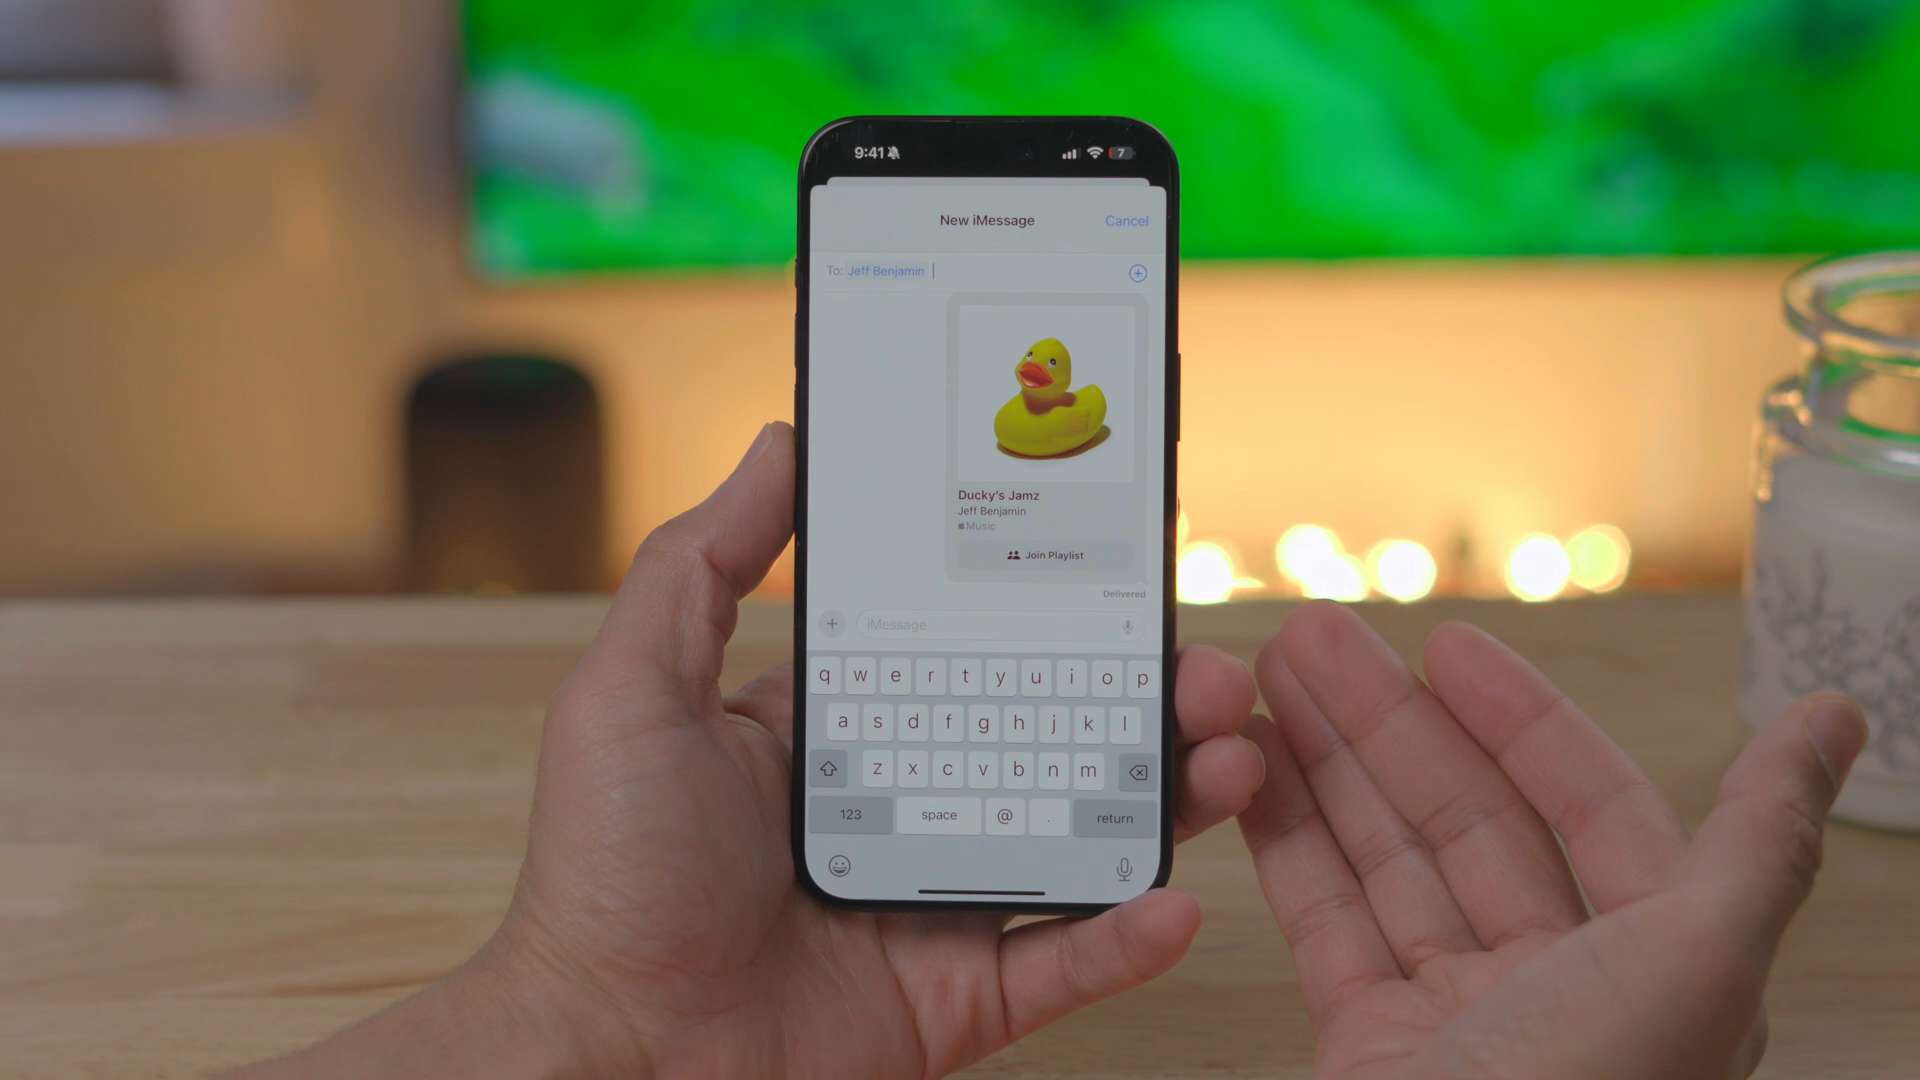 9:41
7
New iMessage
Cancel
To: Jeff Benjamin
Ducky's Jamz
Jeff Benjamin
Music
Join Playlist
Delivered
iMessage
q w e r t y u i o p
a s d f g h j k l
z x c v b n m
123 space @ . return